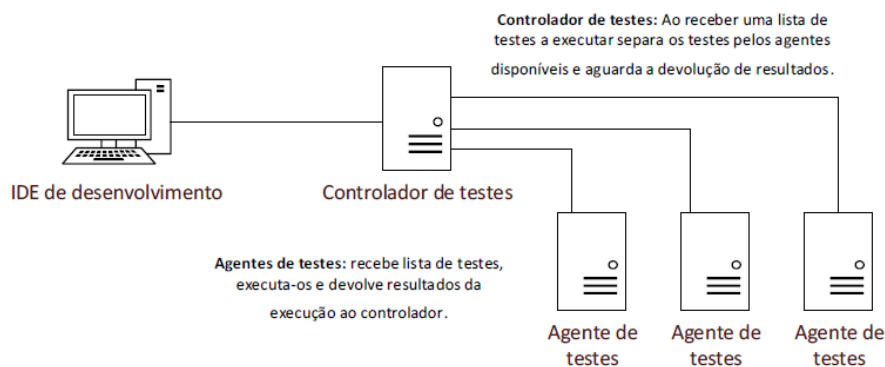 Controlador de testes: Ao receber uma lista de
testes a executar separa os testes pelos agentes
disponíveis e aguarda a devolução de resultados.
IDE de desenvolvimento
Controlador de testes
Agentes de testes: recebe lista de testes,
executa-os e devolve resultados da
execução ao controlador.
Agente de
testes
Agente de
testes
Agente de
testes